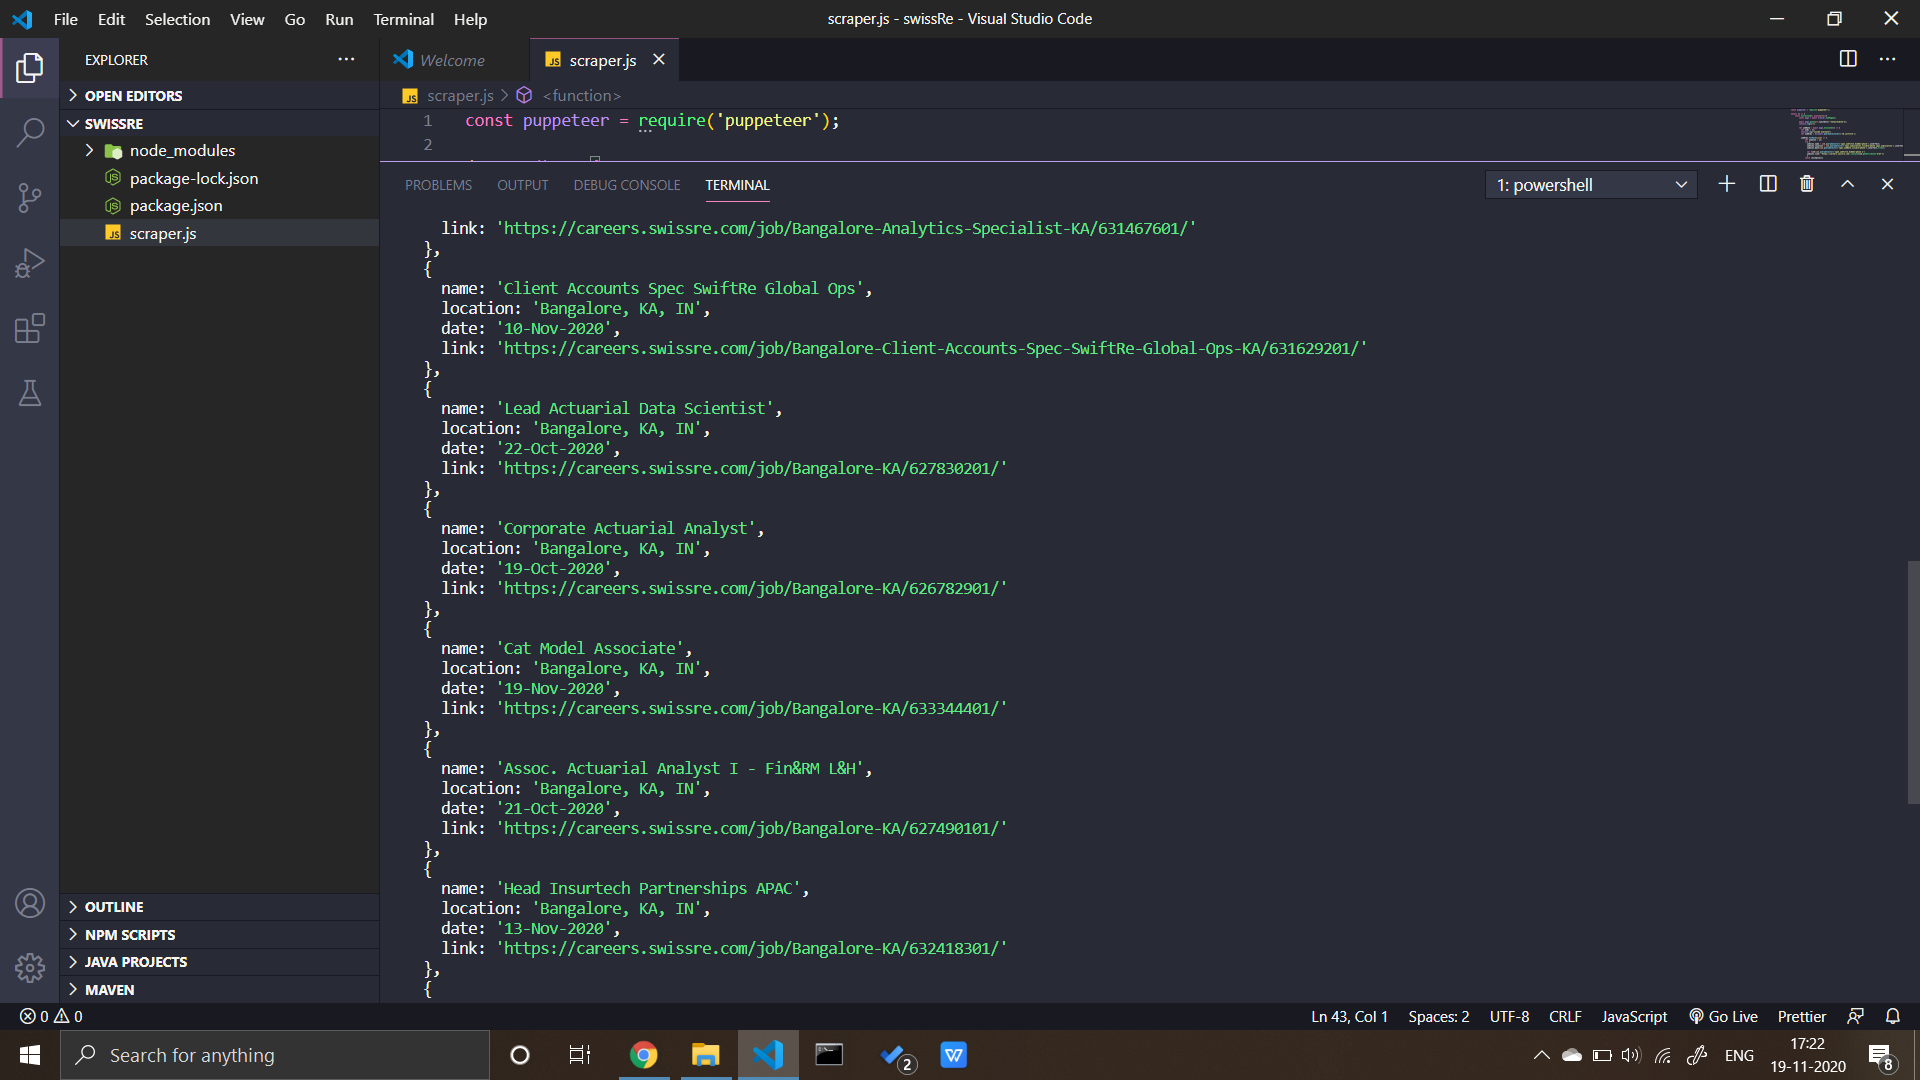 File Edit Selection View Go Run Terminal Help
scraper.js - swissRe - Visual Studio Code
EXPLORER
OPEN EDITORS
SWISSRE
node_modules
package-lock.json
package.json
JS scraper.js
OUTLINE
NPM SCRIPTS
JAVA PROJECTS
MAVEN
Welcome
JS scraper.js
JS scraper.js > <function>
1 const puppeteer = require('puppeteer');
2
PROBLEMS OUTPUT DEBUG CONSOLE TERMINAL
1: powershell
link: 'https://careers.swissre.com/job/Bangalore-Analytics-Specialist-KA/631467601/'
},
{
name: 'Client Accounts Spec SwiftRe Global Ops',
location: 'Bangalore, KA, IN',
date: '10-Nov-2020',
link: 'https://careers.swissre.com/job/Bangalore-Client-Accounts-Spec-SwiftRe-Global-Ops-KA/631629201/'
},
{
name: 'Lead Actuarial Data Scientist',
location: 'Bangalore, KA, IN',
date: '22-Oct-2020',
link: 'https://careers.swissre.com/job/Bangalore-KA/627830201/'
},
{
name: 'Corporate Actuarial Analyst',
location: 'Bangalore, KA, IN',
date: '19-Oct-2020',
link: 'https://careers.swissre.com/job/Bangalore-KA/626782901/'
},
{
name: 'Cat Model Associate',
location: 'Bangalore, KA, IN',
date: '19-Nov-2020',
link: 'https://careers.swissre.com/job/Bangalore-KA/633344401/'
},
{
name: 'Assoc. Actuarial Analyst I - Fin&RM L&H',
location: 'Bangalore, KA, IN',
date: '21-Oct-2020',
link: 'https://careers.swissre.com/job/Bangalore-KA/627490101/'
},
{
name: 'Head Insurtech Partnerships APAC',
location: 'Bangalore, KA, IN',
date: '13-Nov-2020',
link: 'https://careers.swissre.com/job/Bangalore-KA/632418301/'
},
{
0 0
Ln 43, Col 1 Spaces: 2 UTF-8 CRLF JavaScript Go Live Prettier
Search for anything
2
W
ENG
17:22
19-11-2020
8